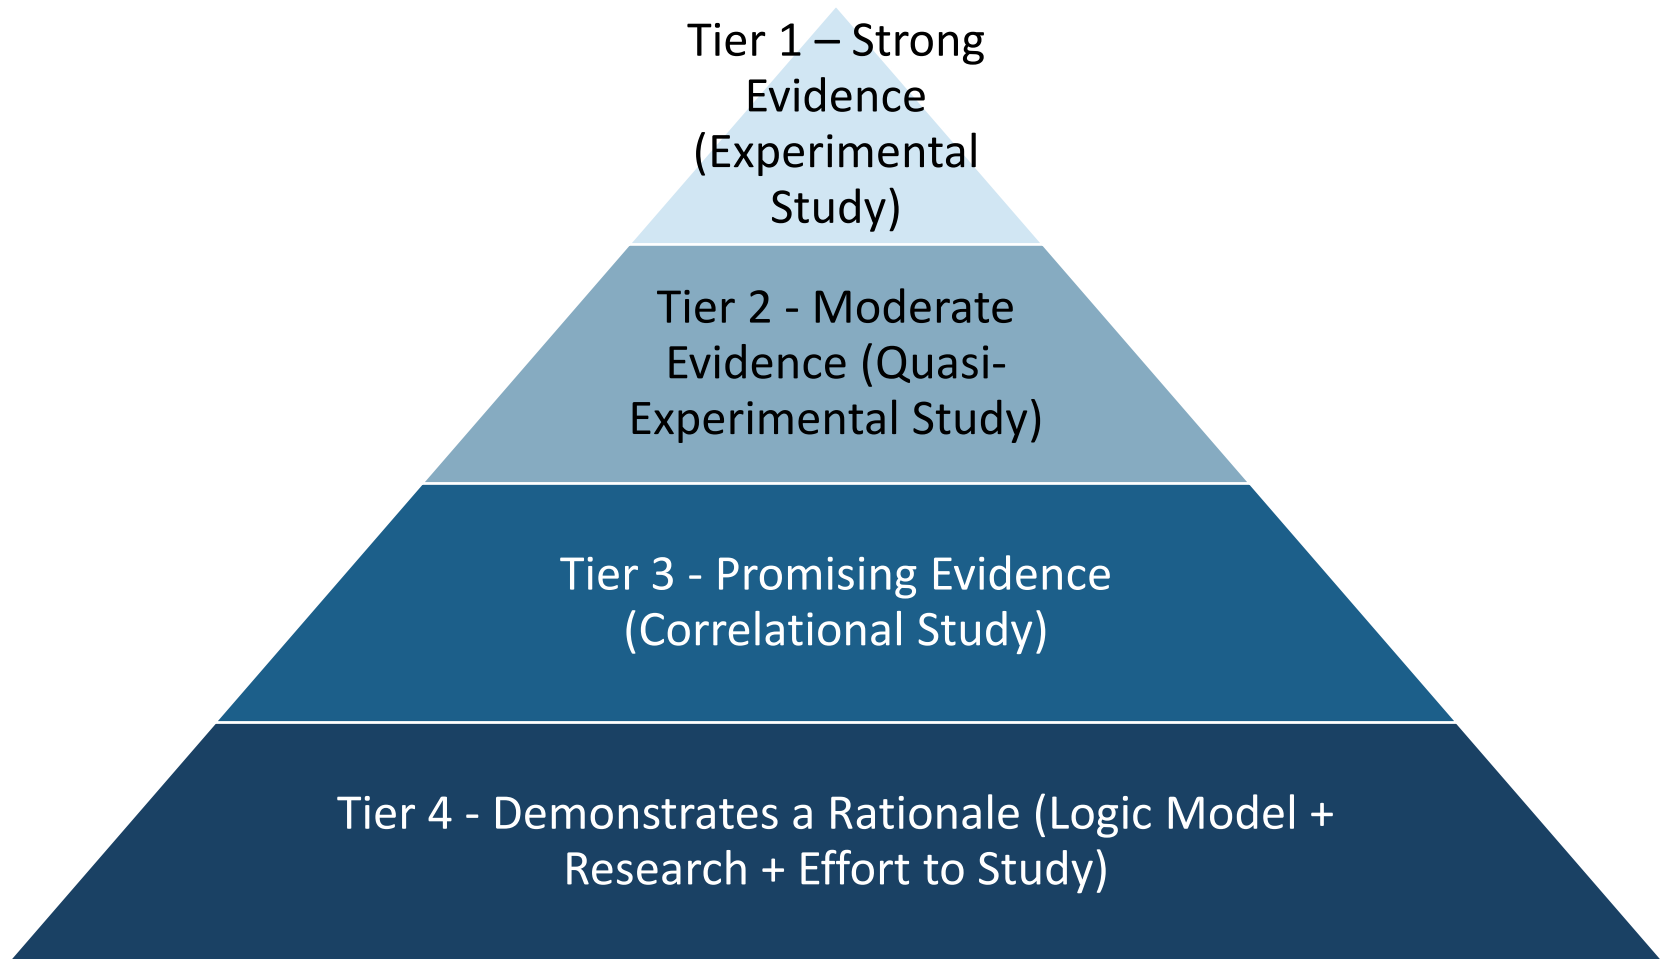 Tier 1 – Strong
Evidence
(Experimental
Study)
Tier 2 - Moderate
Evidence (Quasi-
Experimental Study)
Tier 3 - Promising Evidence
(Correlational Study)
Tier 4 - Demonstrates a Rationale (Logic Model +
Research + Effort to Study)